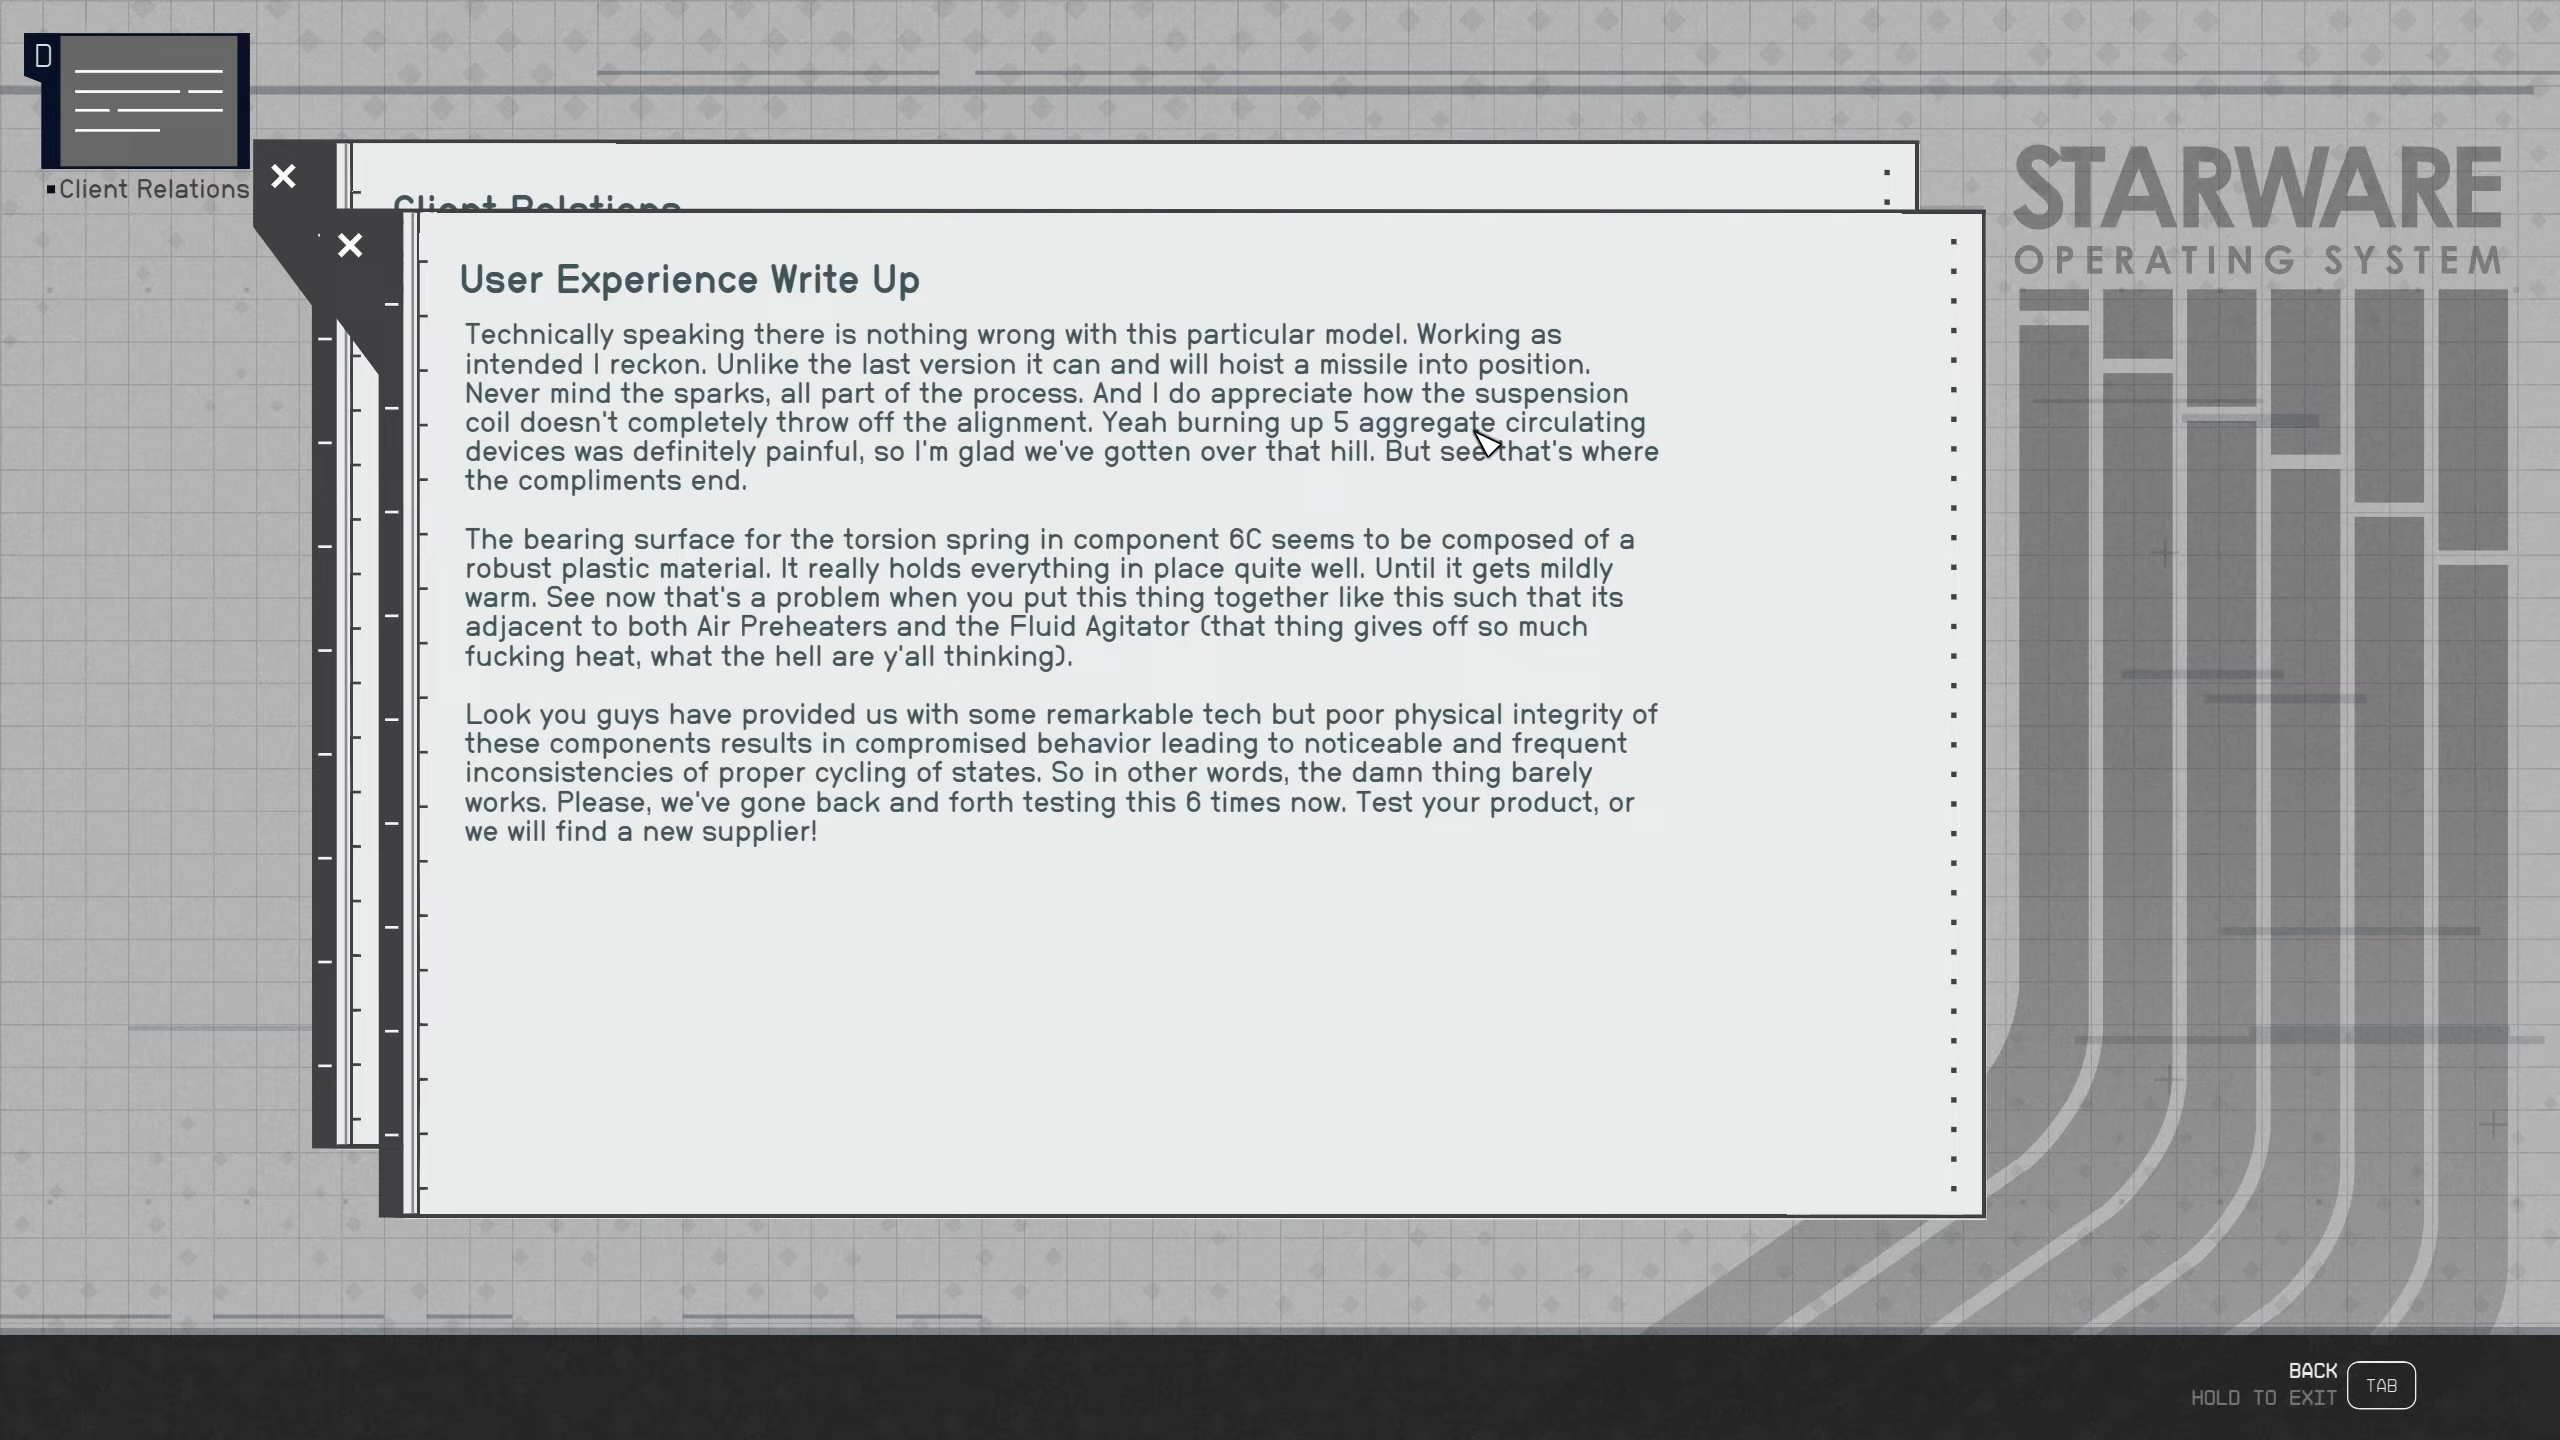 D
Client Relations
Client Relations
STARWARE
OPERATING SYSTEM
User Experience Write Up
Technically speaking there is nothing wrong with this particular model. Working as
intended I reckon. Unlike the last version it can and will hoist a missile into position.
Never mind the sparks, all part of the process. And I do appreciate how the suspension
coil doesn't completely throw off the alignment. Yeah burning up 5 aggregate circulating
devices was definitely painful, so I'm glad we've gotten over that hill. But see that's where
the compliments end.
The bearing surface for the torsion spring in component 6C seems to be composed of a
robust plastic material. It really holds everything in place quite well. Until it gets mildly
warm. See now that's a problem when you put this thing together like this such that its
adjacent to both Air Preheaters and the Fluid Agitator (that thing gives off so much
fucking heat, what the hell are y'all thinking).
Look you guys have provided us with some remarkable tech but poor physical integrity of
these components results in compromised behavior leading to noticeable and frequent
inconsistencies of proper cycling of states. So in other words, the damn thing barely
works. Please, we've gone back and forth testing this 6 times now. Test your product, or
we will find a new supplier!
BACK
HOLD TO EXIT
TAB